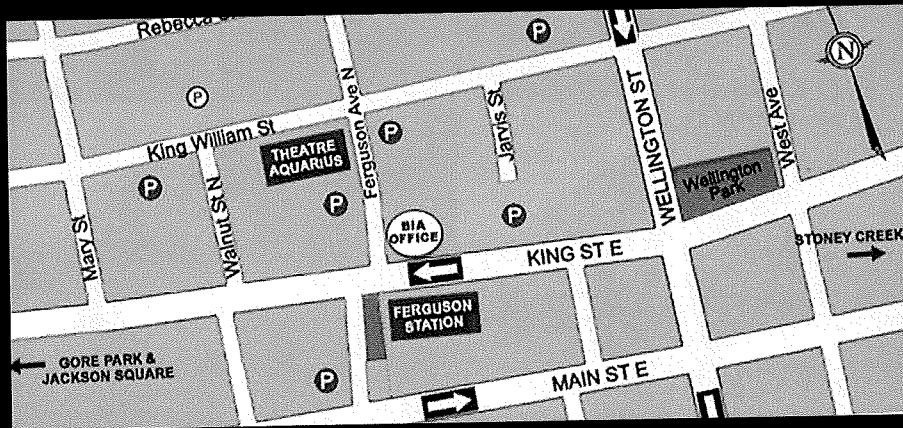 Rebecca
P
P
N
King William St
Ferguson Ave N
Jarvis St
WELLINGTON ST
West Ave
THEATRE
AQUARIUS
P
P
P
P
Wellington
Park
Mary St
Walnut St N
BIA
OFFICE
KING ST E
STONEY CREEK
FERGUSON
STATION
GORE PARK &
JACKSON SQUARE
P
MAIN ST E